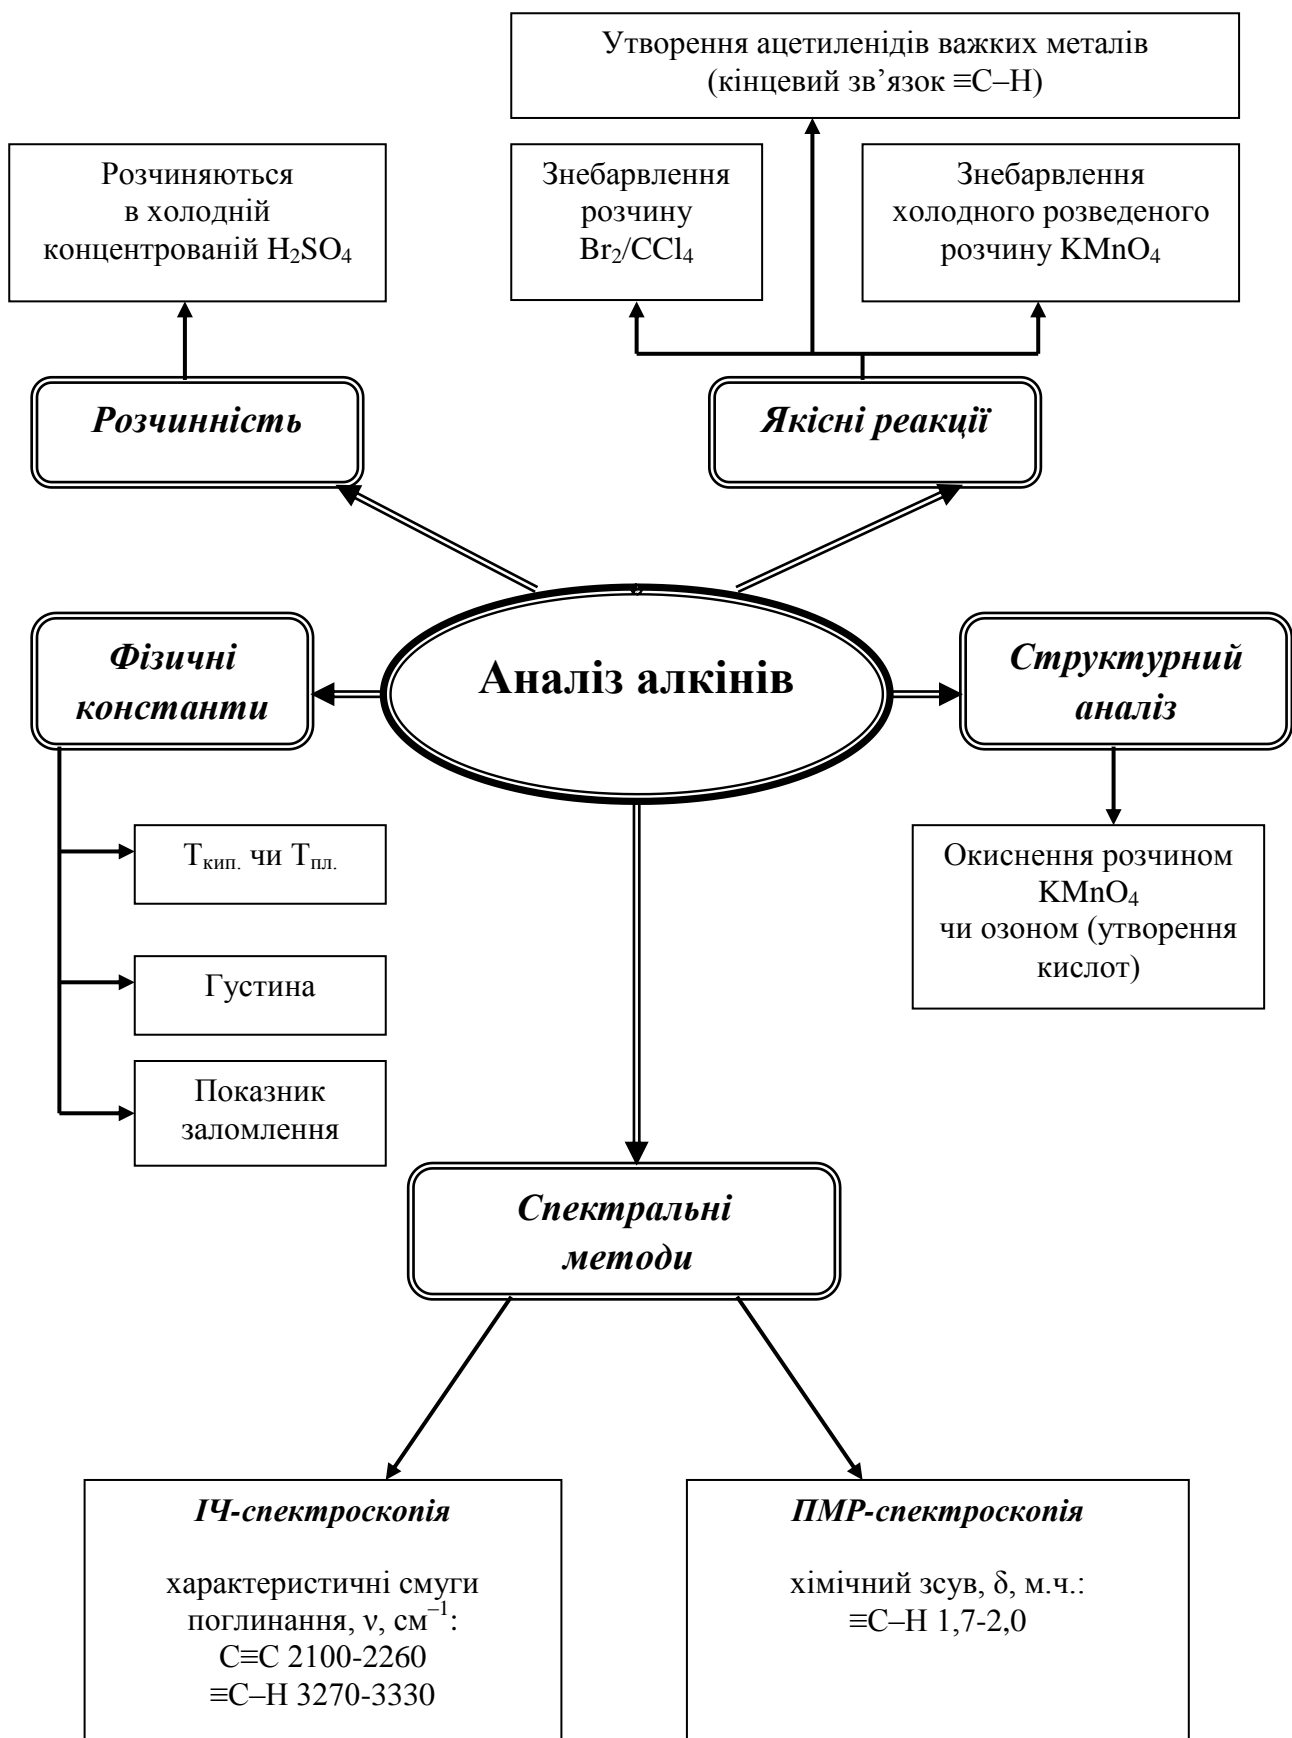 Утворення ацетиленідів важких металів
(кінцевий зв’язок ≡C–H)
Розчиняються
в холодній
концентрованій H₂SO₄
Знебарвлення
розчину
Br₂/CCl₄
Знебарвлення
холодного розведеного
розчину KMnO₄
Розчинність
Якісні реакції
Аналіз алкінів
Фізичні
константи
Структурний
аналіз
Tкип. чи Tпл.
Густина
Показник
заломлення
Окиснення розчином
KMnO₄
чи озоном (утворення
кислот)
Спектральні
методи
ІЧ-спектроскопія
характеристичні смуги
поглинання, ν, см⁻¹:
C≡C 2100-2260
≡C–H 3270-3330
ПМР-спектроскопія
хімічний зсув, δ, м.ч.:
≡C–H 1,7-2,0